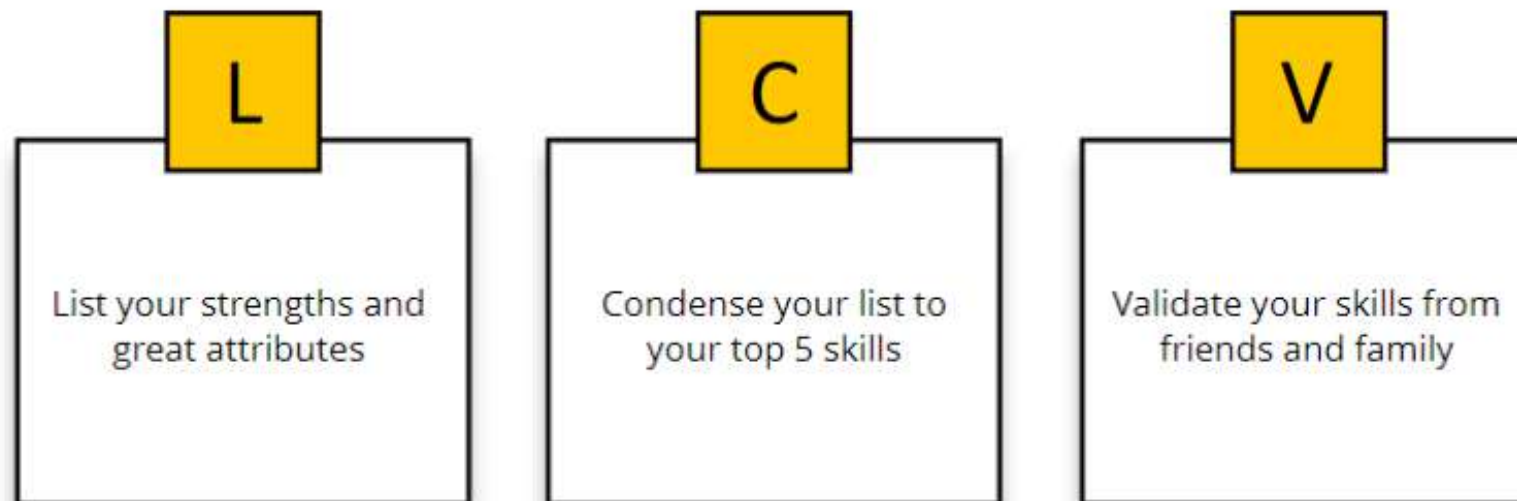 L
List your strengths and
great attributes
C
Condense your list to
your top 5 skills
V
Validate your skills from
friends and family